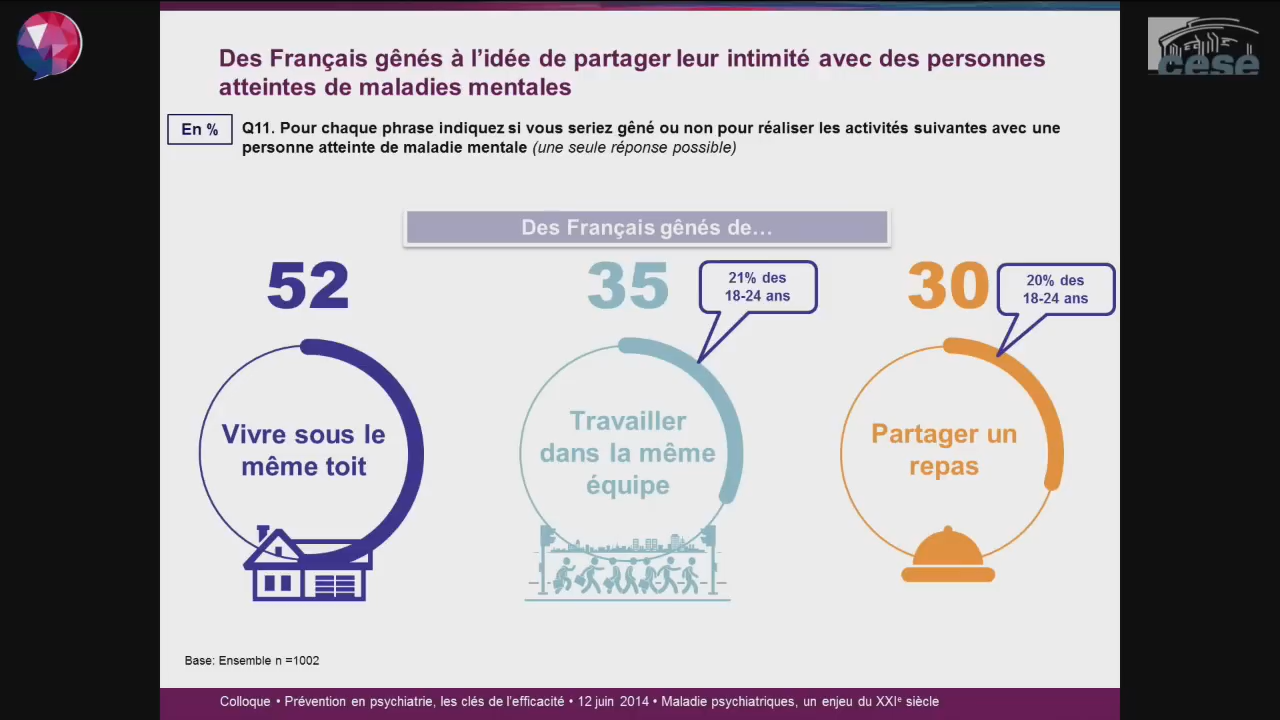 Des Français gênés à l’idée de partager leur intimité avec des personnes
atteintes de maladies mentales
En %
Q11. Pour chaque phrase indiquez si vous seriez gêné ou non pour réaliser les activités suivantes avec une
personne atteinte de maladie mentale (une seule réponse possible)
Des Français gênés de…
52
35
21% des
18-24 ans
30
20% des
18-24 ans
Vivre sous le
même toit
Travailler
dans la même
équipe
Partager un
repas
Base: Ensemble n =1002
Colloque • Prévention en psychiatrie, les clés de l’efficacité • 12 juin 2014 • Maladie psychiatriques, un enjeu du XXIe siècle
cese